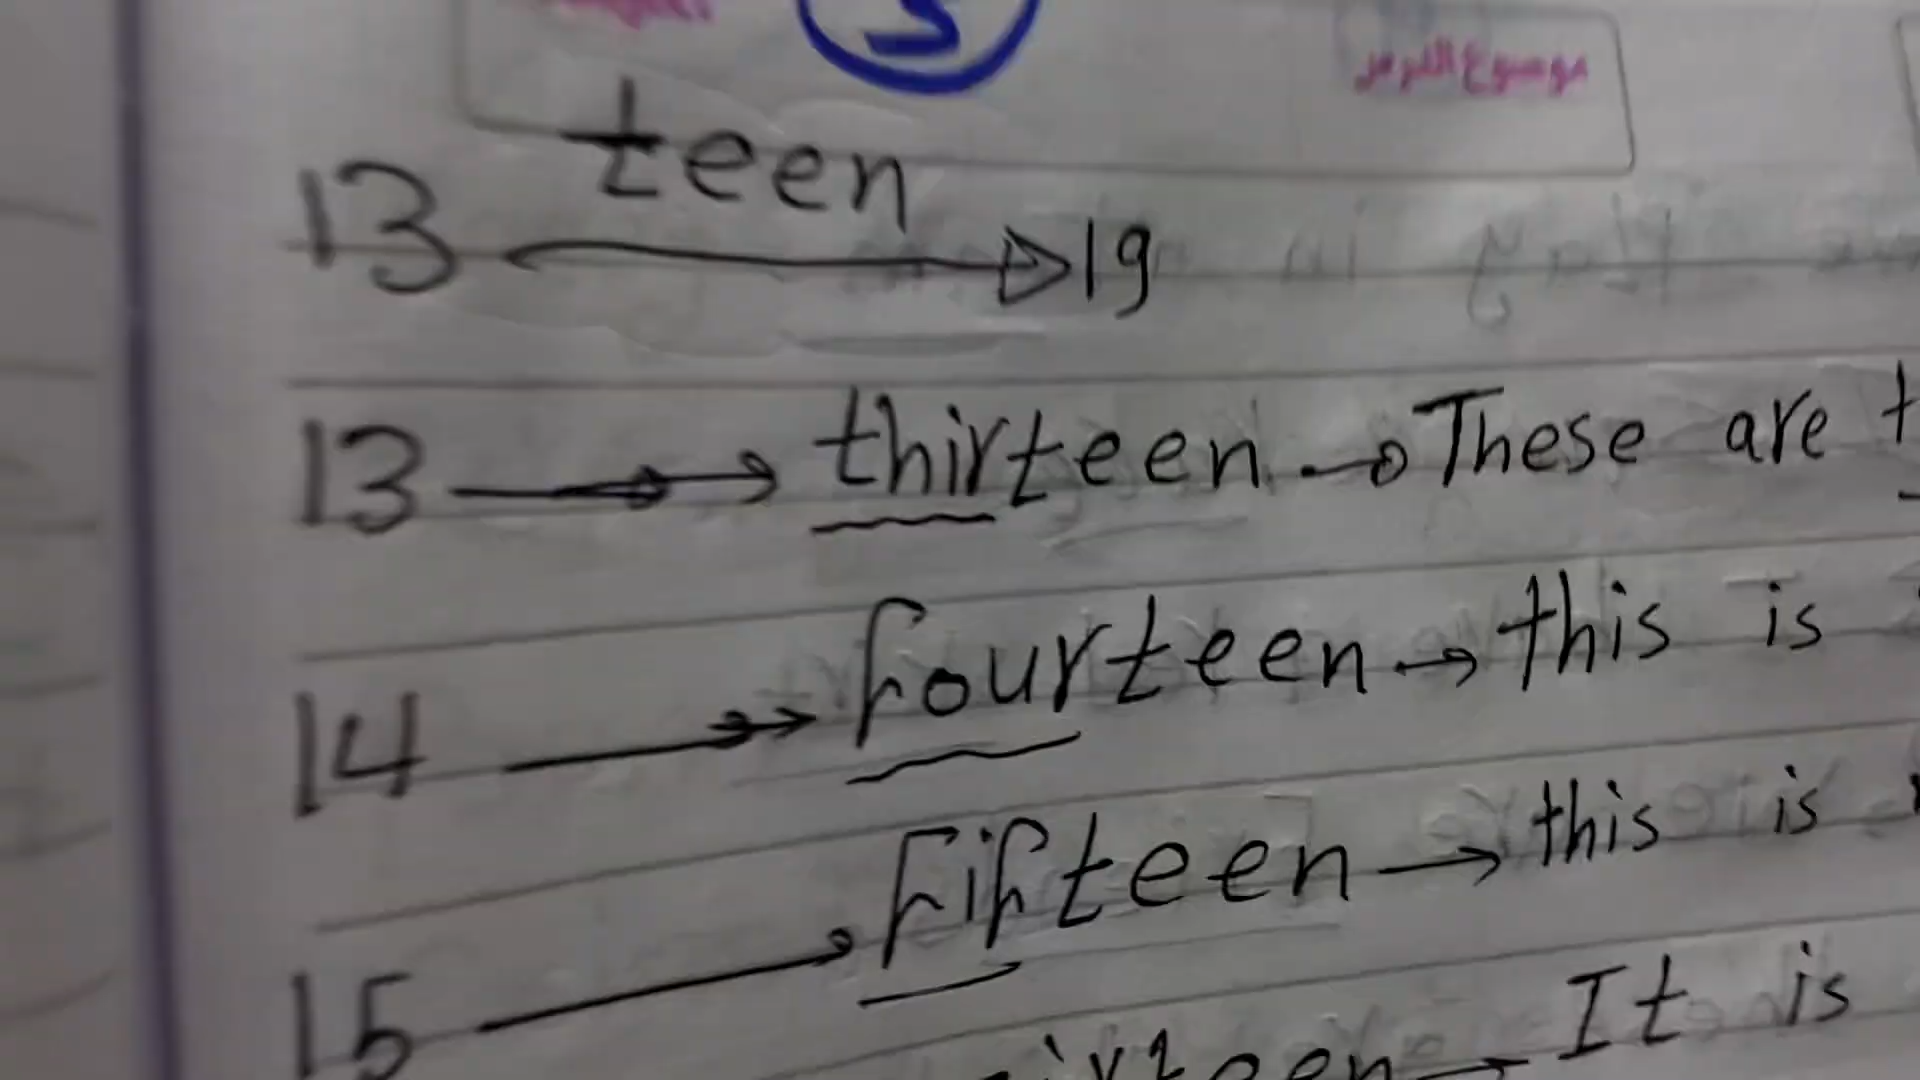 موضوع الدرس
teen
13 → 19
13 → thirteen → These are
14 → fourteen → this is
15 → fifteen → this is
sixteen → It is